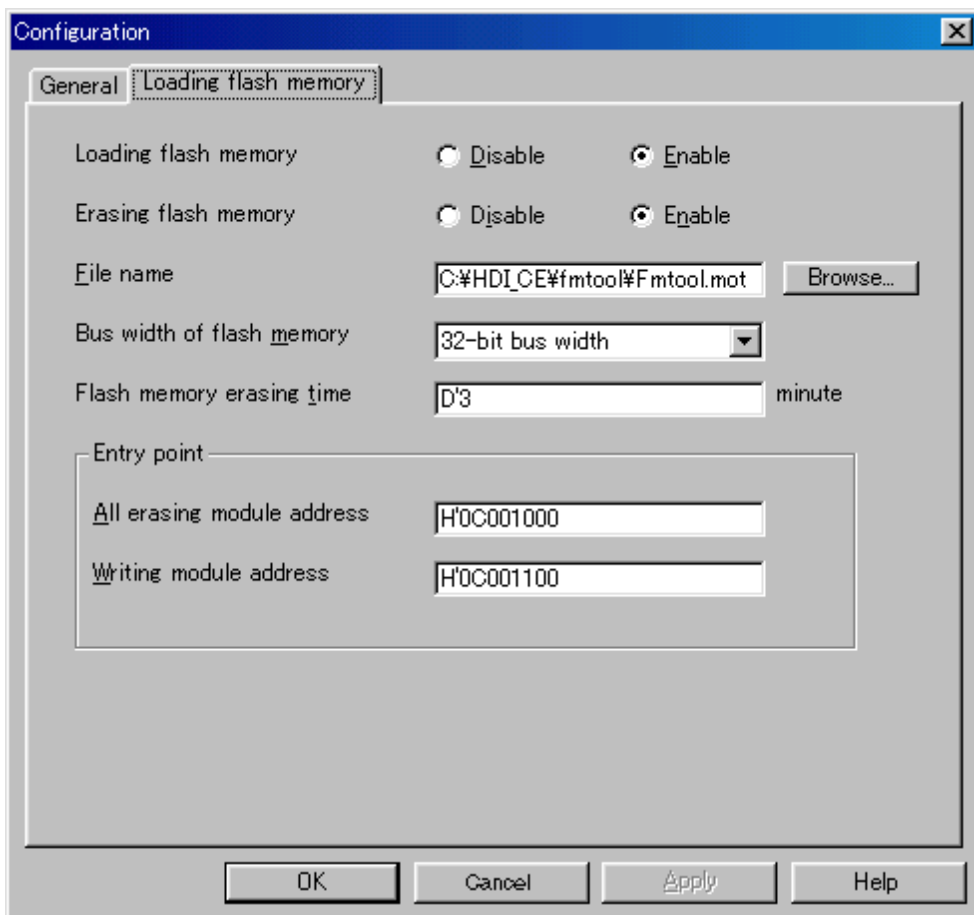 Configuration
General Loading flash memory
Loading flash memory Disable Enable
Erasing flash memory Disable Enable
File name C:¥HDI_CE¥fmtool¥Fmtool.mot Browse...
Bus width of flash memory 32-bit bus width
Flash memory erasing time D'3 minute
Entry point
All erasing module address H'0C001000
Writing module address H'0C001100
OK Cancel Apply Help